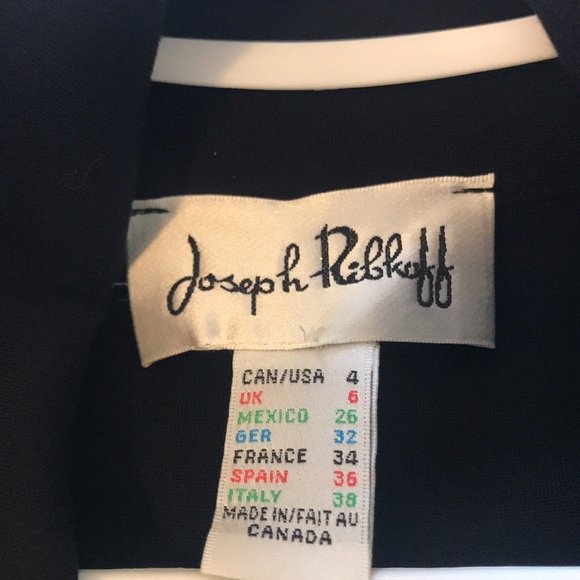 Joseph Ribkoff
CAN/USA 4
UK 6
MEXICO 26
GER 32
FRANCE 34
SPAIN 36
ITALY 38
MADE IN/FAIT AU
CANADA